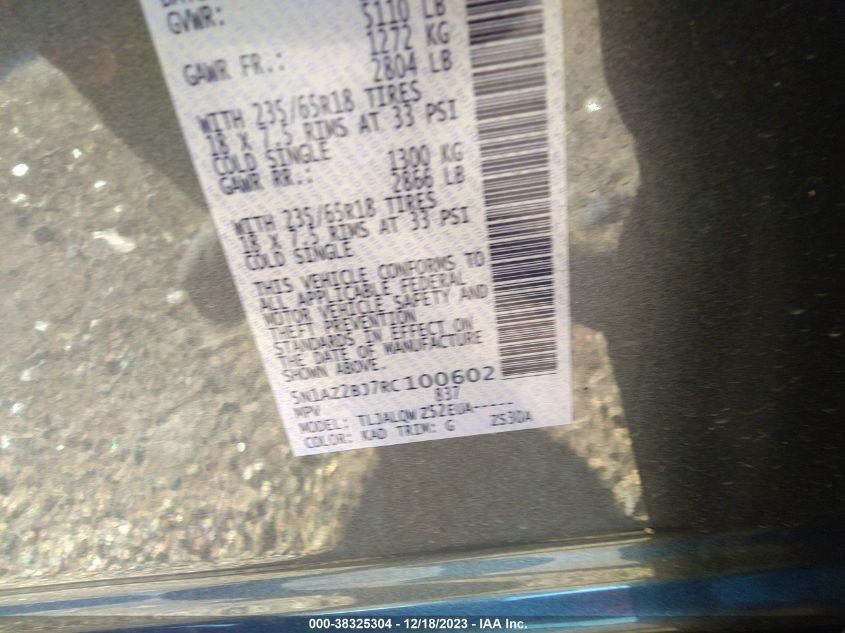 GVWR: 5110 LB
1272 KG
GAWR FR.: 2804 LB
WITH 235/65R18 TIRES
18 X 7.5 RIMS AT 33 PSI
COLD SINGLE
1300 KG
GAWR RR.: 2866 LB
WITH 235/65R18 TIRES
18 X 7.5 RIMS AT 33 PSI
COLD SINGLE
THIS VEHICLE CONFORMS TO
ALL APPLICABLE FEDERAL
MOTOR VEHICLE SAFETY AND
THEFT PREVENTION
STANDARDS IN EFFECT ON
THE DATE OF MANUFACTURE
SHOWN ABOVE.
5N1AZ2BJ7RC100602
MPV 837
MODEL: TLJALQWZS2EUA-----
COLOR: KAD TRIM: G ZS3DA
000-38325304 - 12/18/2023 - IAA Inc.